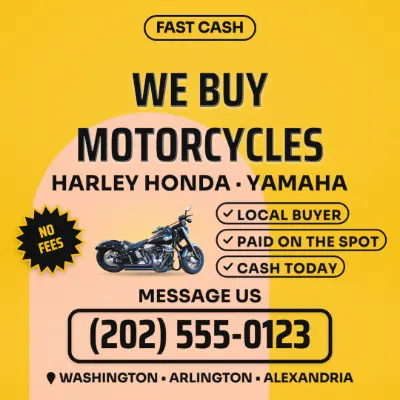 FAST CASH
WE BUY
MOTORCYCLES
HARLEY HONDA · YAMAHA
NO
FEES
✓ LOCAL BUYER
✓ PAID ON THE SPOT
✓ CASH TODAY
MESSAGE US
(202) 555-0123
WASHINGTON ▪ ARLINGTON ▪ ALEXANDRIA